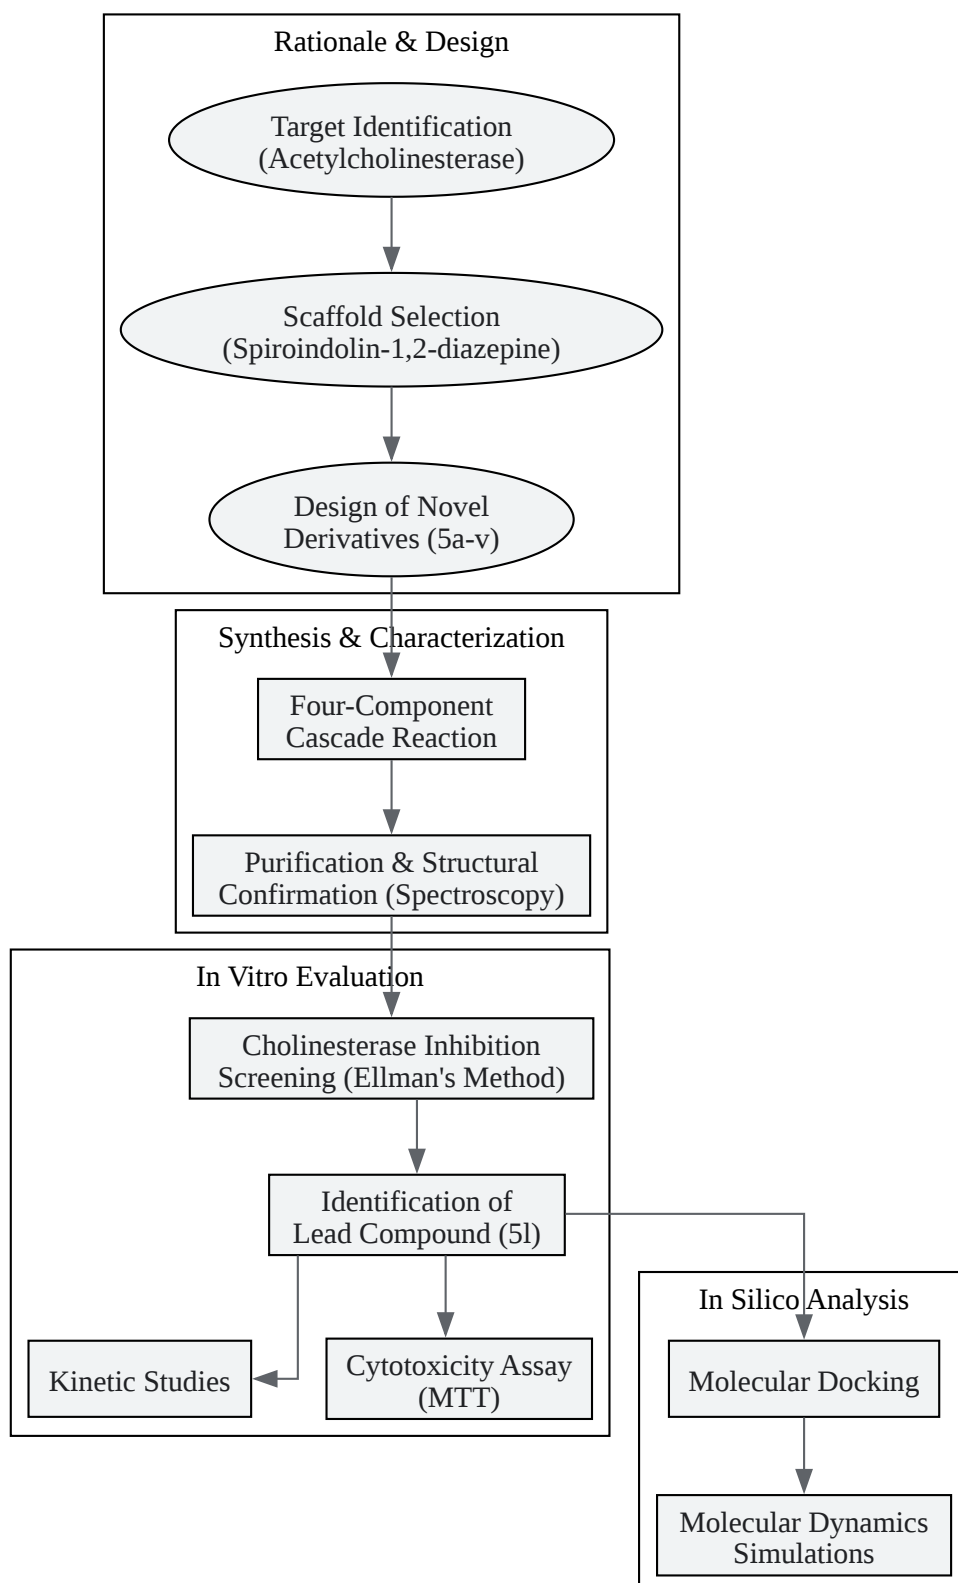 Rationale & Design
Target Identification
(Acetylcholinesterase)
Scaffold Selection
(Spiroindolin-1,2-diazepine)
Design of Novel
Derivatives (5a-v)
Synthesis & Characterization
Four-Component
Cascade Reaction
Purification & Structural
Confirmation (Spectroscopy)
In Vitro Evaluation
Cholinesterase Inhibition
Screening (Ellman's Method)
Identification of
Lead Compound (5l)
Kinetic Studies
Cytotoxicity Assay
(MTT)
In Silico Analysis
Molecular Docking
Molecular Dynamics
Simulations